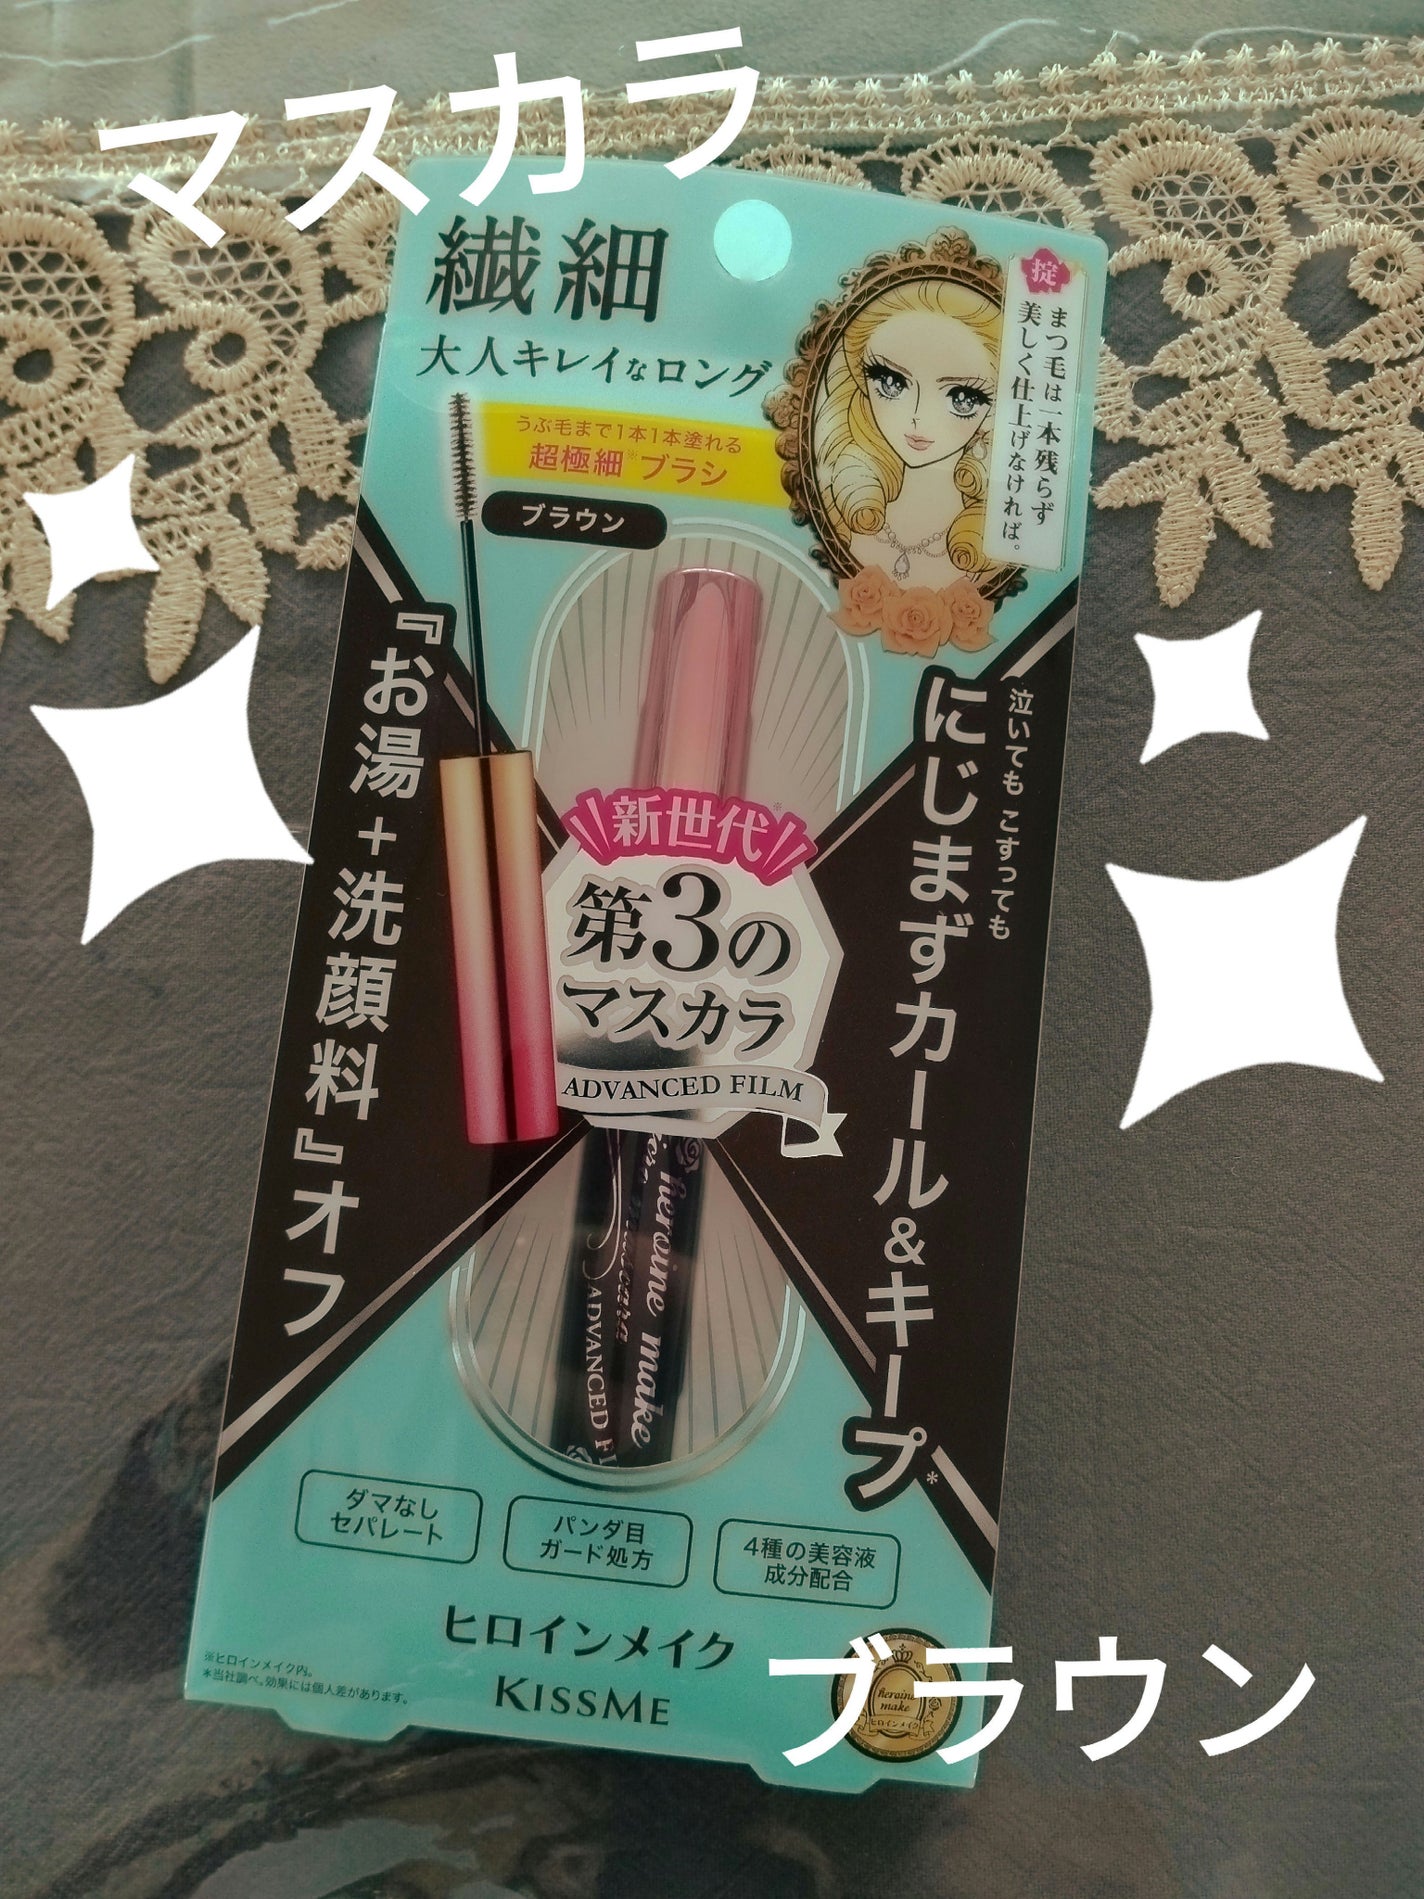 マスカラ
繊細
大人キレイなロング
うぶ毛まで1本1本塗れる
超極細※ブラシ
ブラウン
掟
まつ毛は一本残らず
美しく仕上げなければ。
『お湯+洗顔料』オフ
泣いても こすっても
にじまずカール&キープ*
新世代※
第3の
マスカラ
ADVANCED FILM
heroine make
mascara
ADVANCED
ダマなし
セパレート
パンダ目
ガード処方
4種の美容液
成分配合
ヒロインメイク
KISSME
※ヒロインメイク内。
*当社調べ。効果には個人差があります。
heroine
make
ヒロインメイク
ブラウン